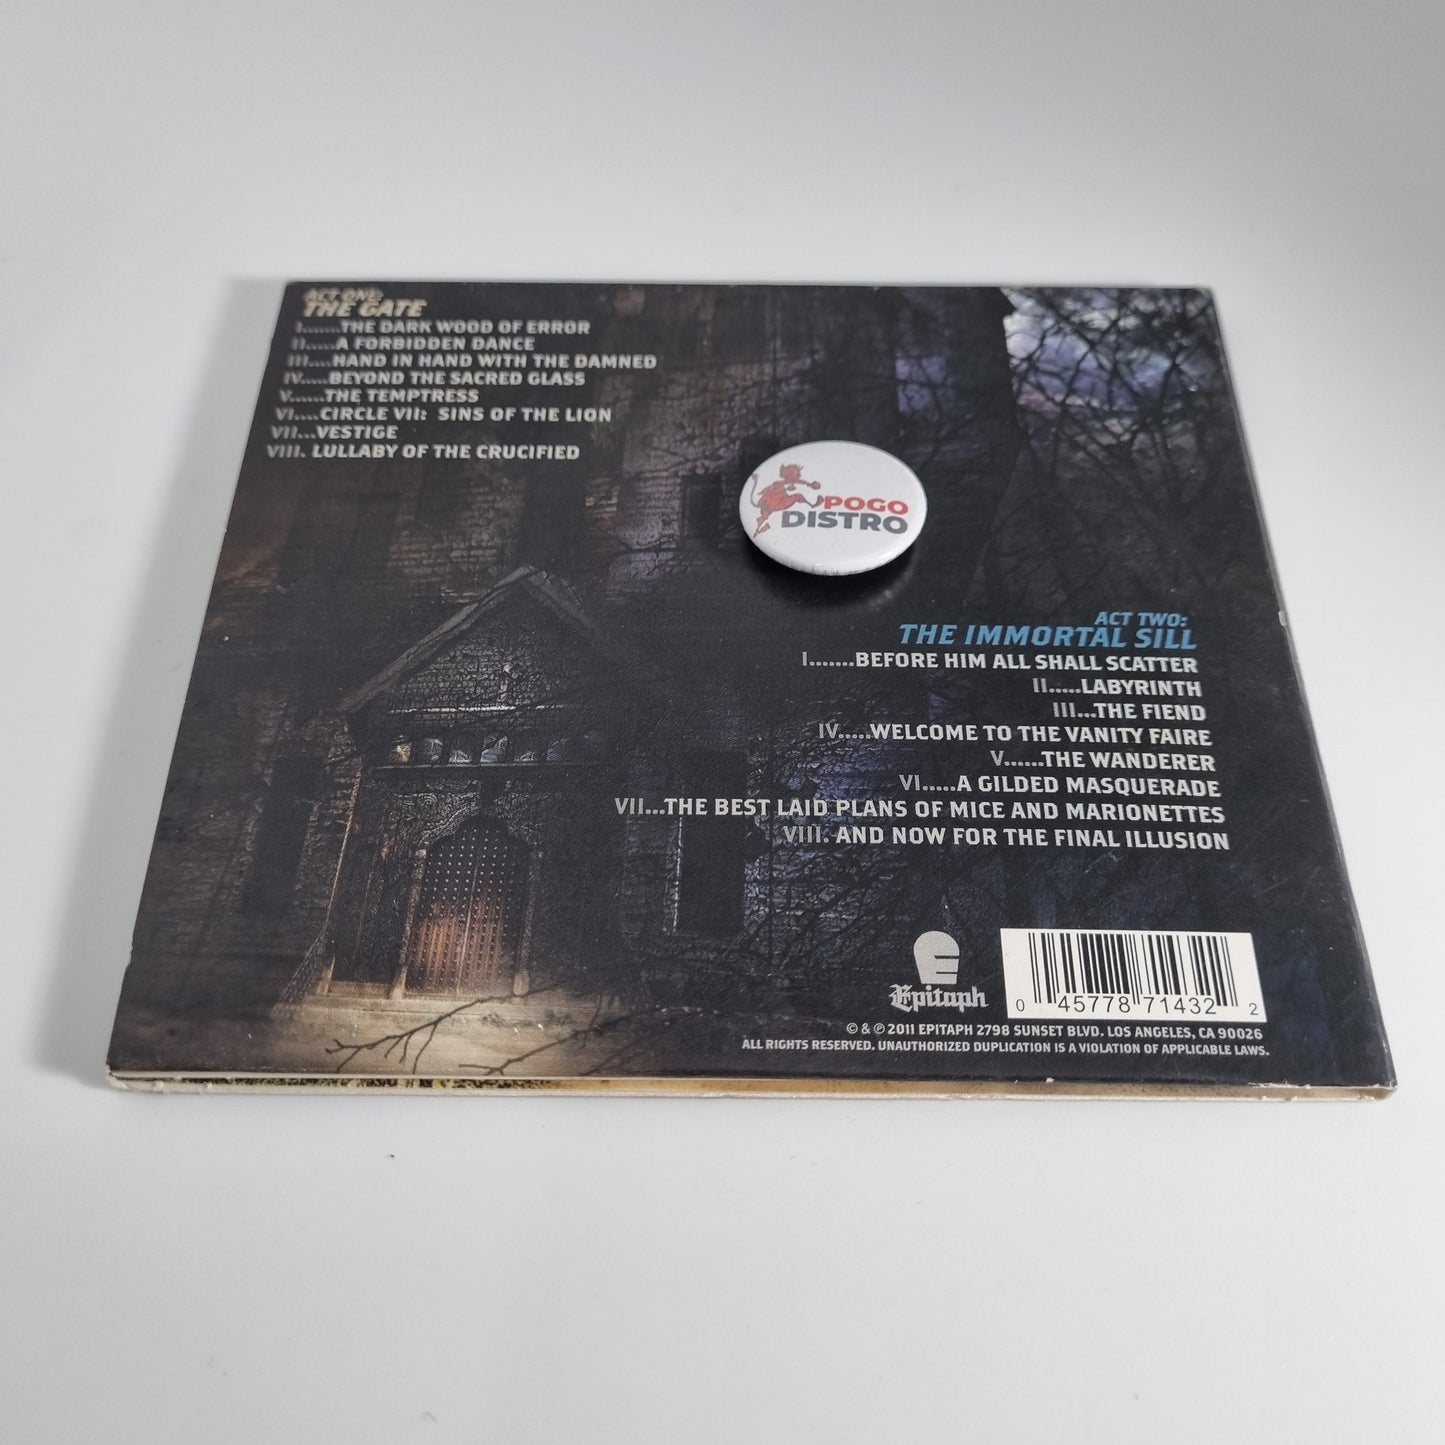 ACT ONE:
THE GATE
I.......THE DARK WOOD OF ERROR
II.....A FORBIDDEN DANCE
III....HAND IN HAND WITH THE DAMNED
IV.....BEYOND THE SACRED GLASS
V......THE TEMPTRESS
VI....CIRCLE VII: SINS OF THE LION
VII...VESTIGE
VIII. LULLABY OF THE CRUCIFIED
POGO
DISTRO
ACT TWO:
THE IMMORTAL SILL
I.......BEFORE HIM ALL SHALL SCATTER
II.....LABYRINTH
III...THE FIEND
IV.....WELCOME TO THE VANITY FAIRE
V......THE WANDERER
VI.....A GILDED MASQUERADE
VII...THE BEST LAID PLANS OF MICE AND MARIONETTES
VIII. AND NOW FOR THE FINAL ILLUSION
Epitaph
0 45778 71432 2
© & ℗ 2011 EPITAPH 2798 SUNSET BLVD. LOS ANGELES, CA 90026
ALL RIGHTS RESERVED. UNAUTHORIZED DUPLICATION IS A VIOLATION OF APPLICABLE LAWS.